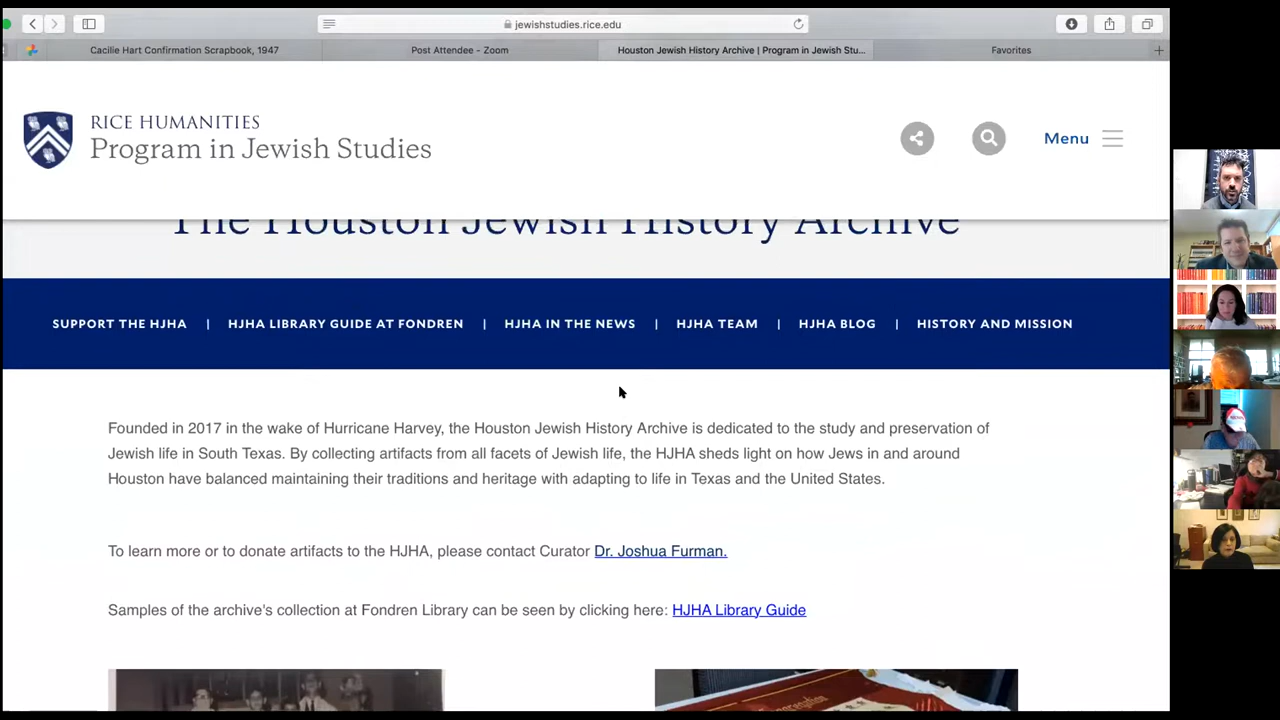 jewishstudies.rice.edu
Cacilie Hart Confirmation Scrapbook, 1947
Post Attendee - Zoom
Houston Jewish History Archive | Program in Jewish Stu...
Favorites
RICE HUMANITIES
Program in Jewish Studies
Menu
The Houston Jewish History Archive
SUPPORT THE HJHA | HJHA LIBRARY GUIDE AT FONDREN | HJHA IN THE NEWS | HJHA TEAM | HJHA BLOG | HISTORY AND MISSION
Founded in 2017 in the wake of Hurricane Harvey, the Houston Jewish History Archive is dedicated to the study and preservation of
Jewish life in South Texas. By collecting artifacts from all facets of Jewish life, the HJHA sheds light on how Jews in and around
Houston have balanced maintaining their traditions and heritage with adapting to life in Texas and the United States.
To learn more or to donate artifacts to the HJHA, please contact Curator Dr. Joshua Furman.
Samples of the archive's collection at Fondren Library can be seen by clicking here: HJHA Library Guide